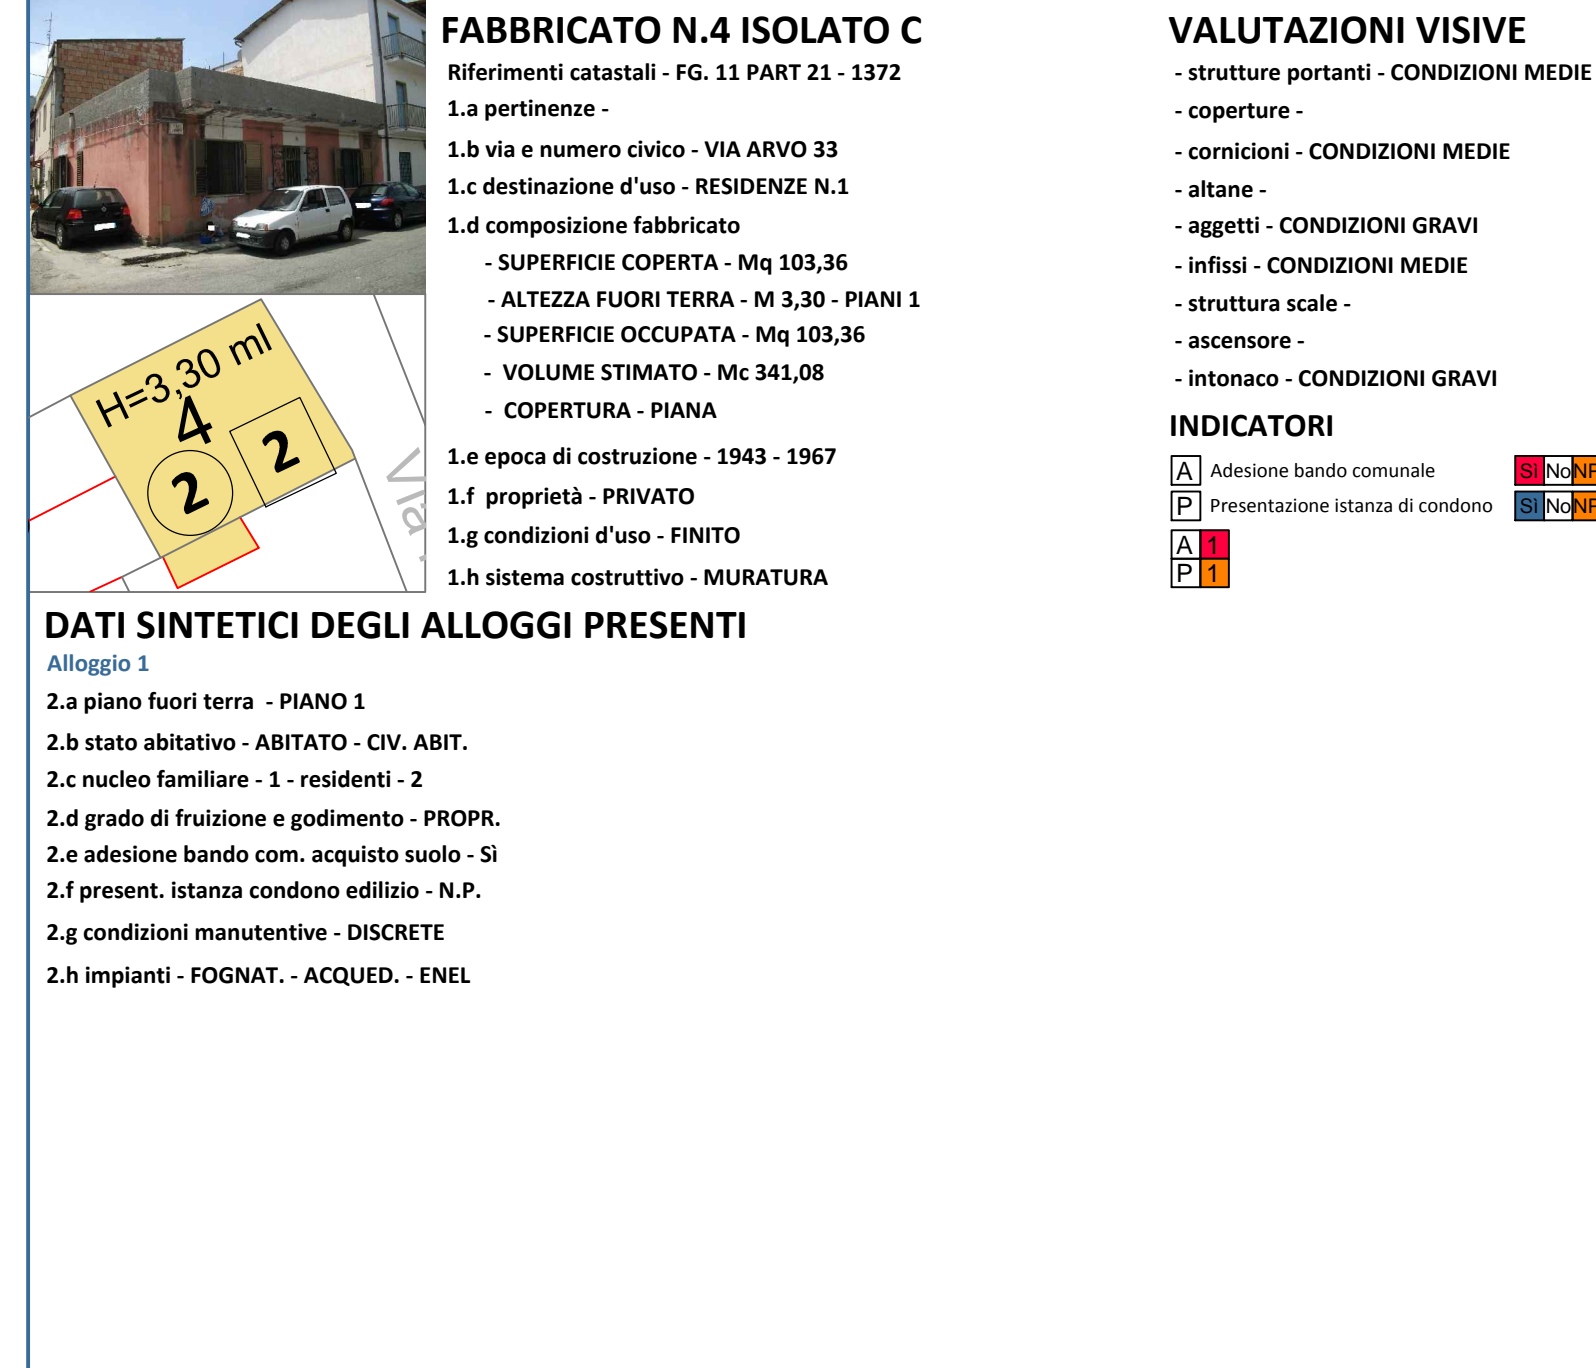 FABBRICATO N.4 ISOLATO C
Riferimenti catastali - FG. 11 PART 21 - 1372
1.a pertinenze -
1.b via e numero civico - VIA ARVO 33
1.c destinazione d'uso - RESIDENZE N.1
1.d composizione fabbricato
- SUPERFICIE COPERTA - Mq 103,36
- ALTEZZA FUORI TERRA - M 3,30 - PIANI 1
- SUPERFICIE OCCUPATA - Mq 103,36
- VOLUME STIMATO - Mc 341,08
- COPERTURA - PIANA
1.e epoca di costruzione - 1943 - 1967
1.f proprietà - PRIVATO
1.g condizioni d'uso - FINITO
1.h sistema costruttivo - MURATURA
H=3,30 ml
4
2
2
Via
VALUTAZIONI VISIVE
- strutture portanti - CONDIZIONI MEDIE
- coperture -
- cornicioni - CONDIZIONI MEDIE
- altane -
- aggetti - CONDIZIONI GRAVI
- infissi - CONDIZIONI MEDIE
- struttura scale -
- ascensore -
- intonaco - CONDIZIONI GRAVI
INDICATORI
A Adesione bando comunale Sì No NP
P Presentazione istanza di condono Sì No NP
A 1
P 1
DATI SINTETICI DEGLI ALLOGGI PRESENTI
Alloggio 1
2.a piano fuori terra - PIANO 1
2.b stato abitativo - ABITATO - CIV. ABIT.
2.c nucleo familiare - 1 - residenti - 2
2.d grado di fruizione e godimento - PROPR.
2.e adesione bando com. acquisto suolo - Sì
2.f present. istanza condono edilizio - N.P.
2.g condizioni manutentive - DISCRETE
2.h impianti - FOGNAT. - ACQUED. - ENEL